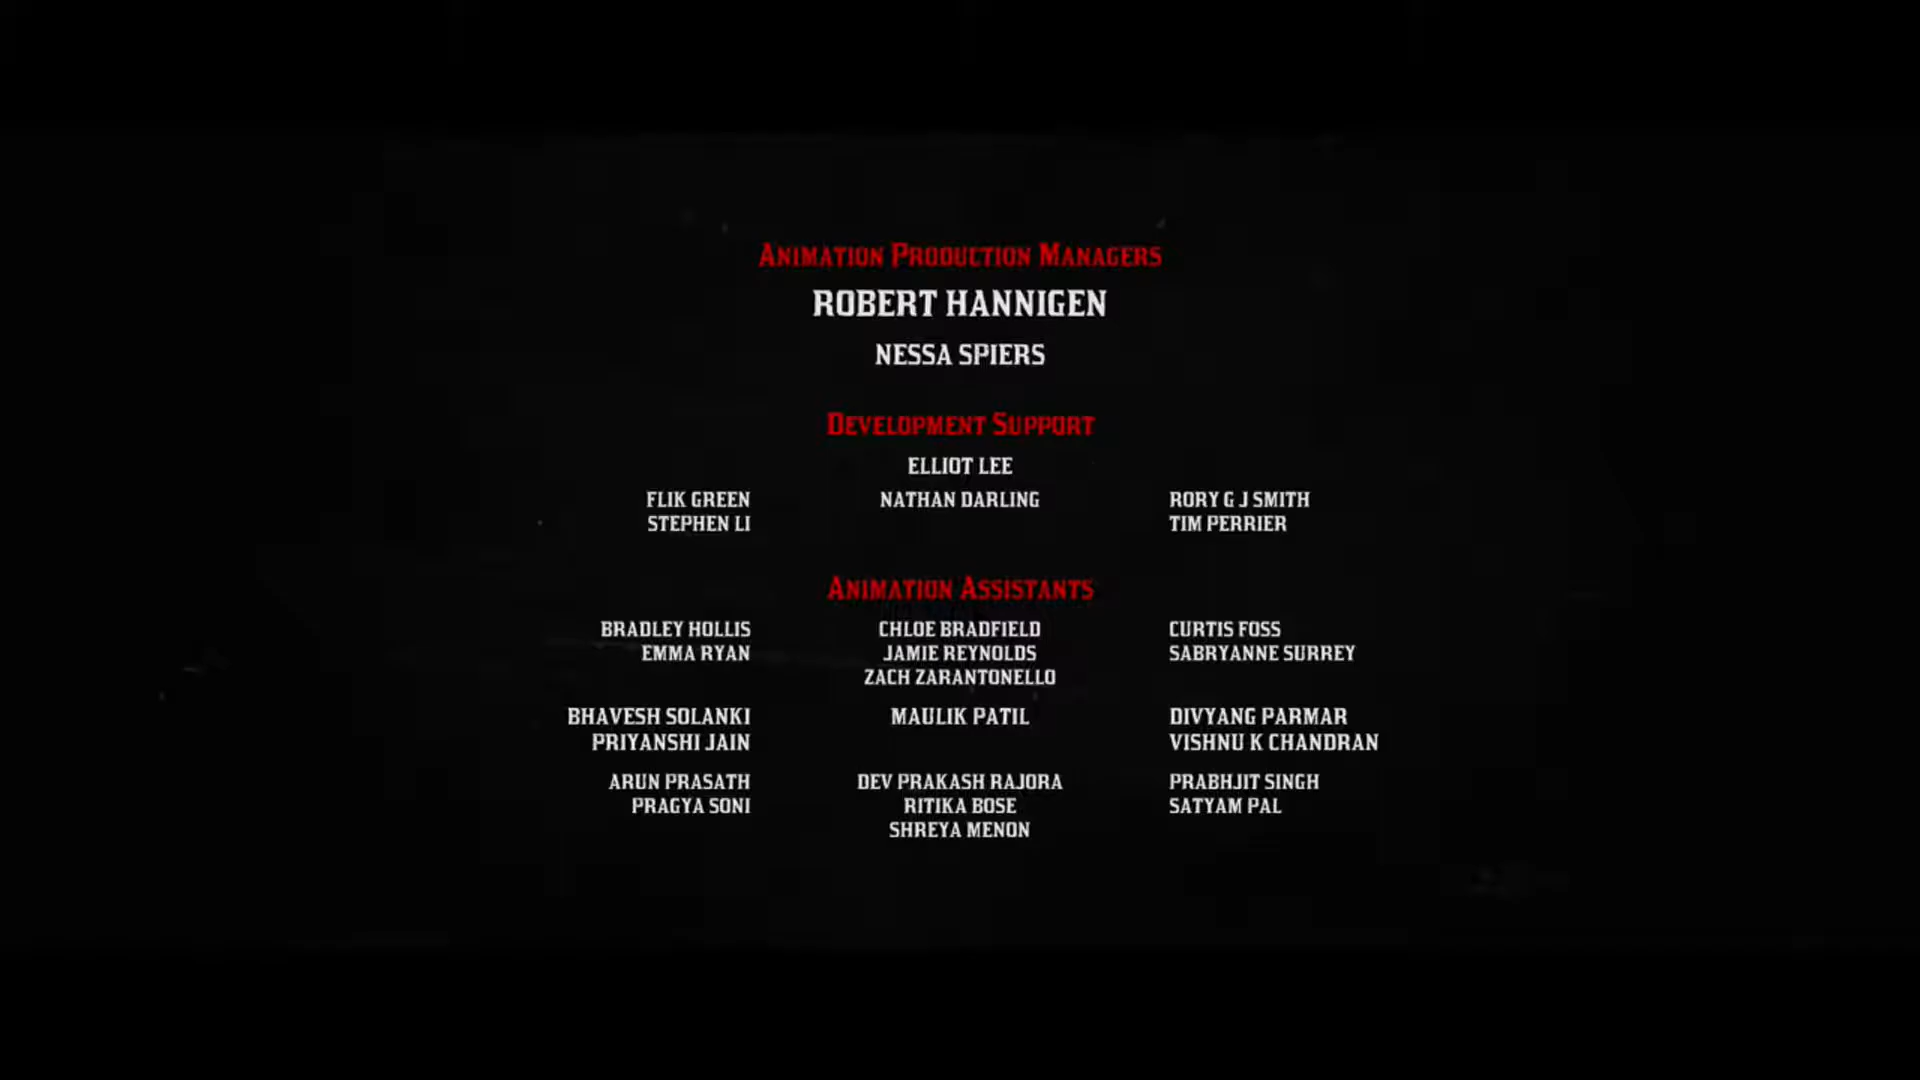 ANIMATION PRODUCTION MANAGERS
ROBERT HANNIGEN
NESSA SPIERS
DEVELOPMENT SUPPORT
ELLIOT LEE
FLIK GREEN NATHAN DARLING RORY G J SMITH
STEPHEN LI TIM PERRIER
ANIMATION ASSISTANTS
BRADLEY HOLLIS CHLOE BRADFIELD CURTIS FOSS
EMMA RYAN JAMIE REYNOLDS SABRYANNE SURREY
ZACH ZARANTONELLO
BHAVESH SOLANKI MAULIK PATIL DIVYANG PARMAR
PRIYANSHI JAIN VISHNU K CHANDRAN
ARUN PRASATH DEV PRAKASH RAJORA PRABHJIT SINGH
PRAGYA SONI RITIKA BOSE SATYAM PAL
SHREYA MENON